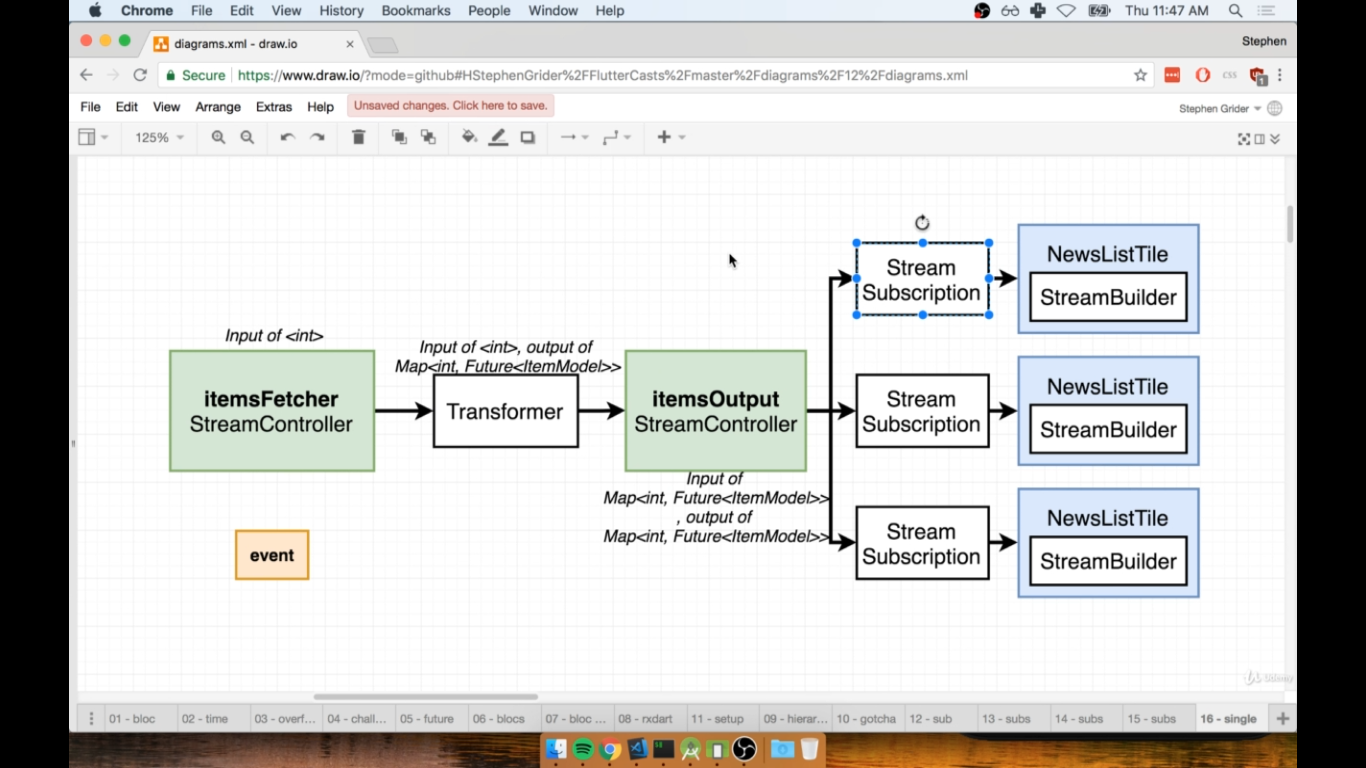 Chrome File Edit View History Bookmarks People Window Help Thu 11:47 AM
diagrams.xml - draw.io
Stephen
Secure https://www.draw.io/?mode=github#HStephenGrider%2FFlutterCasts%2Fmaster%2Fdiagrams%2F12%2Fdiagrams.xml
File Edit View Arrange Extras Help Unsaved changes. Click here to save. Stephen Grider
125%
Input of <int>
itemsFetcher
StreamController
event
Input of <int>, output of
Map<int, Future<ItemModel>>
Transformer
itemsOutput
StreamController
Input of
Map<int, Future<ItemModel>>
, output of
Map<int, Future<ItemModel>>
Stream
Subscription
NewsListTile
StreamBuilder
Stream
Subscription
NewsListTile
StreamBuilder
Stream
Subscription
NewsListTile
StreamBuilder
Udemy
01 - bloc 02 - time 03 - overf... 04 - chall... 05 - future 06 - blocs 07 - bloc ... 08 - rxdart 11 - setup 09 - hierar... 10 - gotcha 12 - sub 13 - subs 14 - subs 15 - subs 16 - single